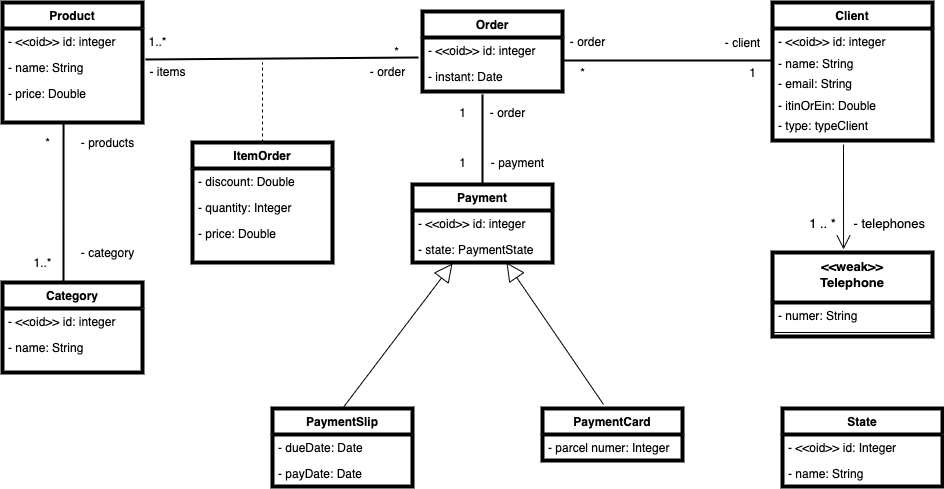 Product
- <<oid>> id: integer
- name: String
- price: Double
1..*
- items
*
- order
Order
- <<oid>> id: integer
- instant: Date
- order
*
- client
1
Client
- <<oid>> id: integer
- name: String
- email: String
- itinOrEin: Double
- type: typeClient
* - products
1 - order
ItemOrder
- discount: Double
- quantity: Integer
- price: Double
1 - payment
Payment
- <<oid>> id: integer
- state: PaymentState
1 .. * - telephones
- category
1..*
Category
- <<oid>> id: integer
- name: String
<<weak>>
Telephone
- numer: String
PaymentSlip
- dueDate: Date
- payDate: Date
PaymentCard
- parcel numer: Integer
State
- <<oid>> id: Integer
- name: String